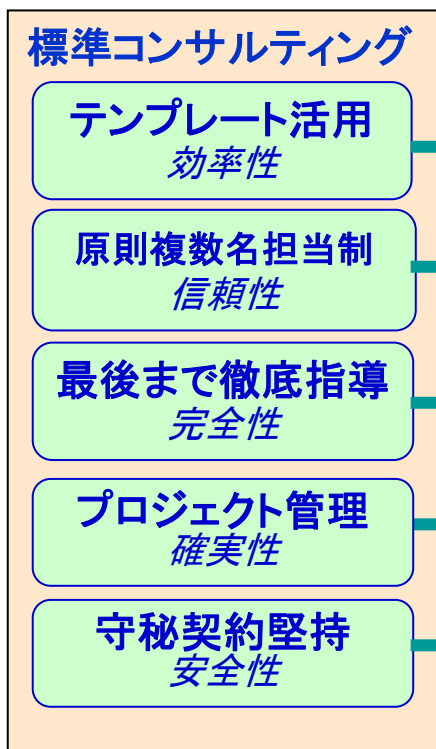 標準コンサルティング
テンプレート活用
効率性
原則複数名担当制
信頼性
最後まで徹底指導
完全性
プロジェクト管理
確実性
守秘契約堅持
安全性